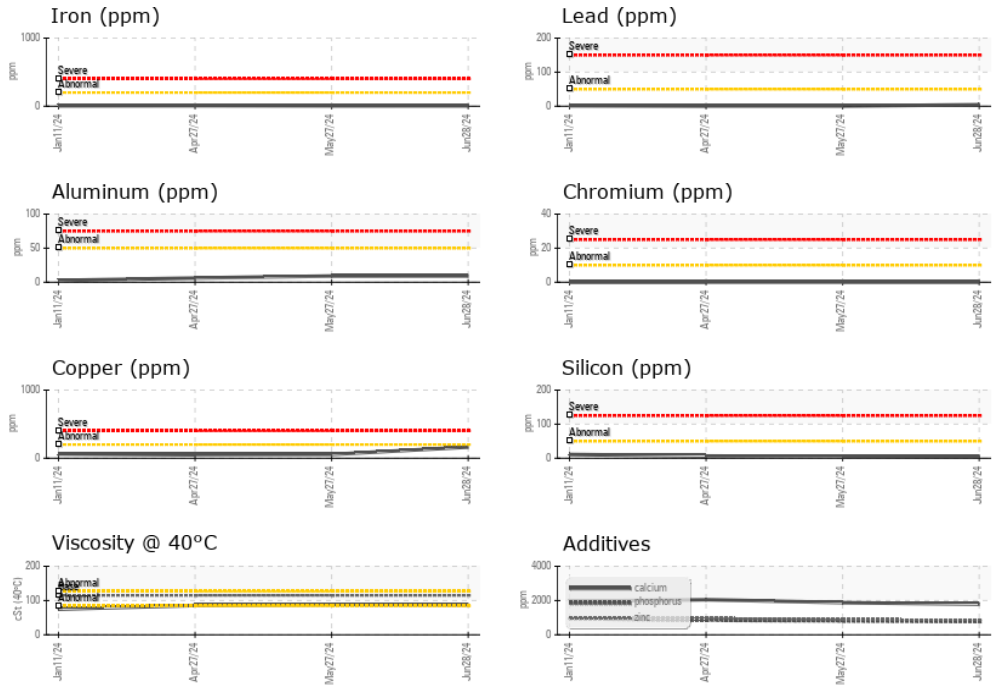 Iron (ppm)
1000
ppm
Severe
Abnormal
0
Jan11/24
Apr27/24
May27/24
Jun28/24
Lead (ppm)
200
Severe
ppm
100
Abnormal
0
Jan11/24
Apr27/24
May27/24
Jun28/24
Aluminum (ppm)
100
Severe
ppm
50
Abnormal
0
Jan11/24
Apr27/24
May27/24
Jun28/24
Chromium (ppm)
40
Severe
ppm
20
Abnormal
0
Jan11/24
Apr27/24
May27/24
Jun28/24
Copper (ppm)
1000
ppm
Severe
Abnormal
0
Jan11/24
Apr27/24
May27/24
Jun28/24
Silicon (ppm)
200
Severe
ppm
100
Abnormal
0
Jan11/24
Apr27/24
May27/24
Jun28/24
Viscosity @ 40°C
200
Abnormal
Base
cSt (40°C)
100
Abnormal
0
Jan11/24
Apr27/24
May27/24
Jun28/24
Additives
4000
calcium
ppm
2000
phosphorus
zinc
0
Jan11/24
Apr27/24
May27/24
Jun28/24